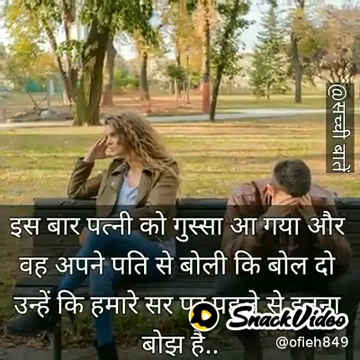 @सच्ची बातें
इस बार पत्नी को गुस्सा आ गया और
वह अपने पति से बोली कि बोल दो
उन्हें कि हमारे सर पर पहले से इतना
बोझ है..
SnackVideo
@ofieh849